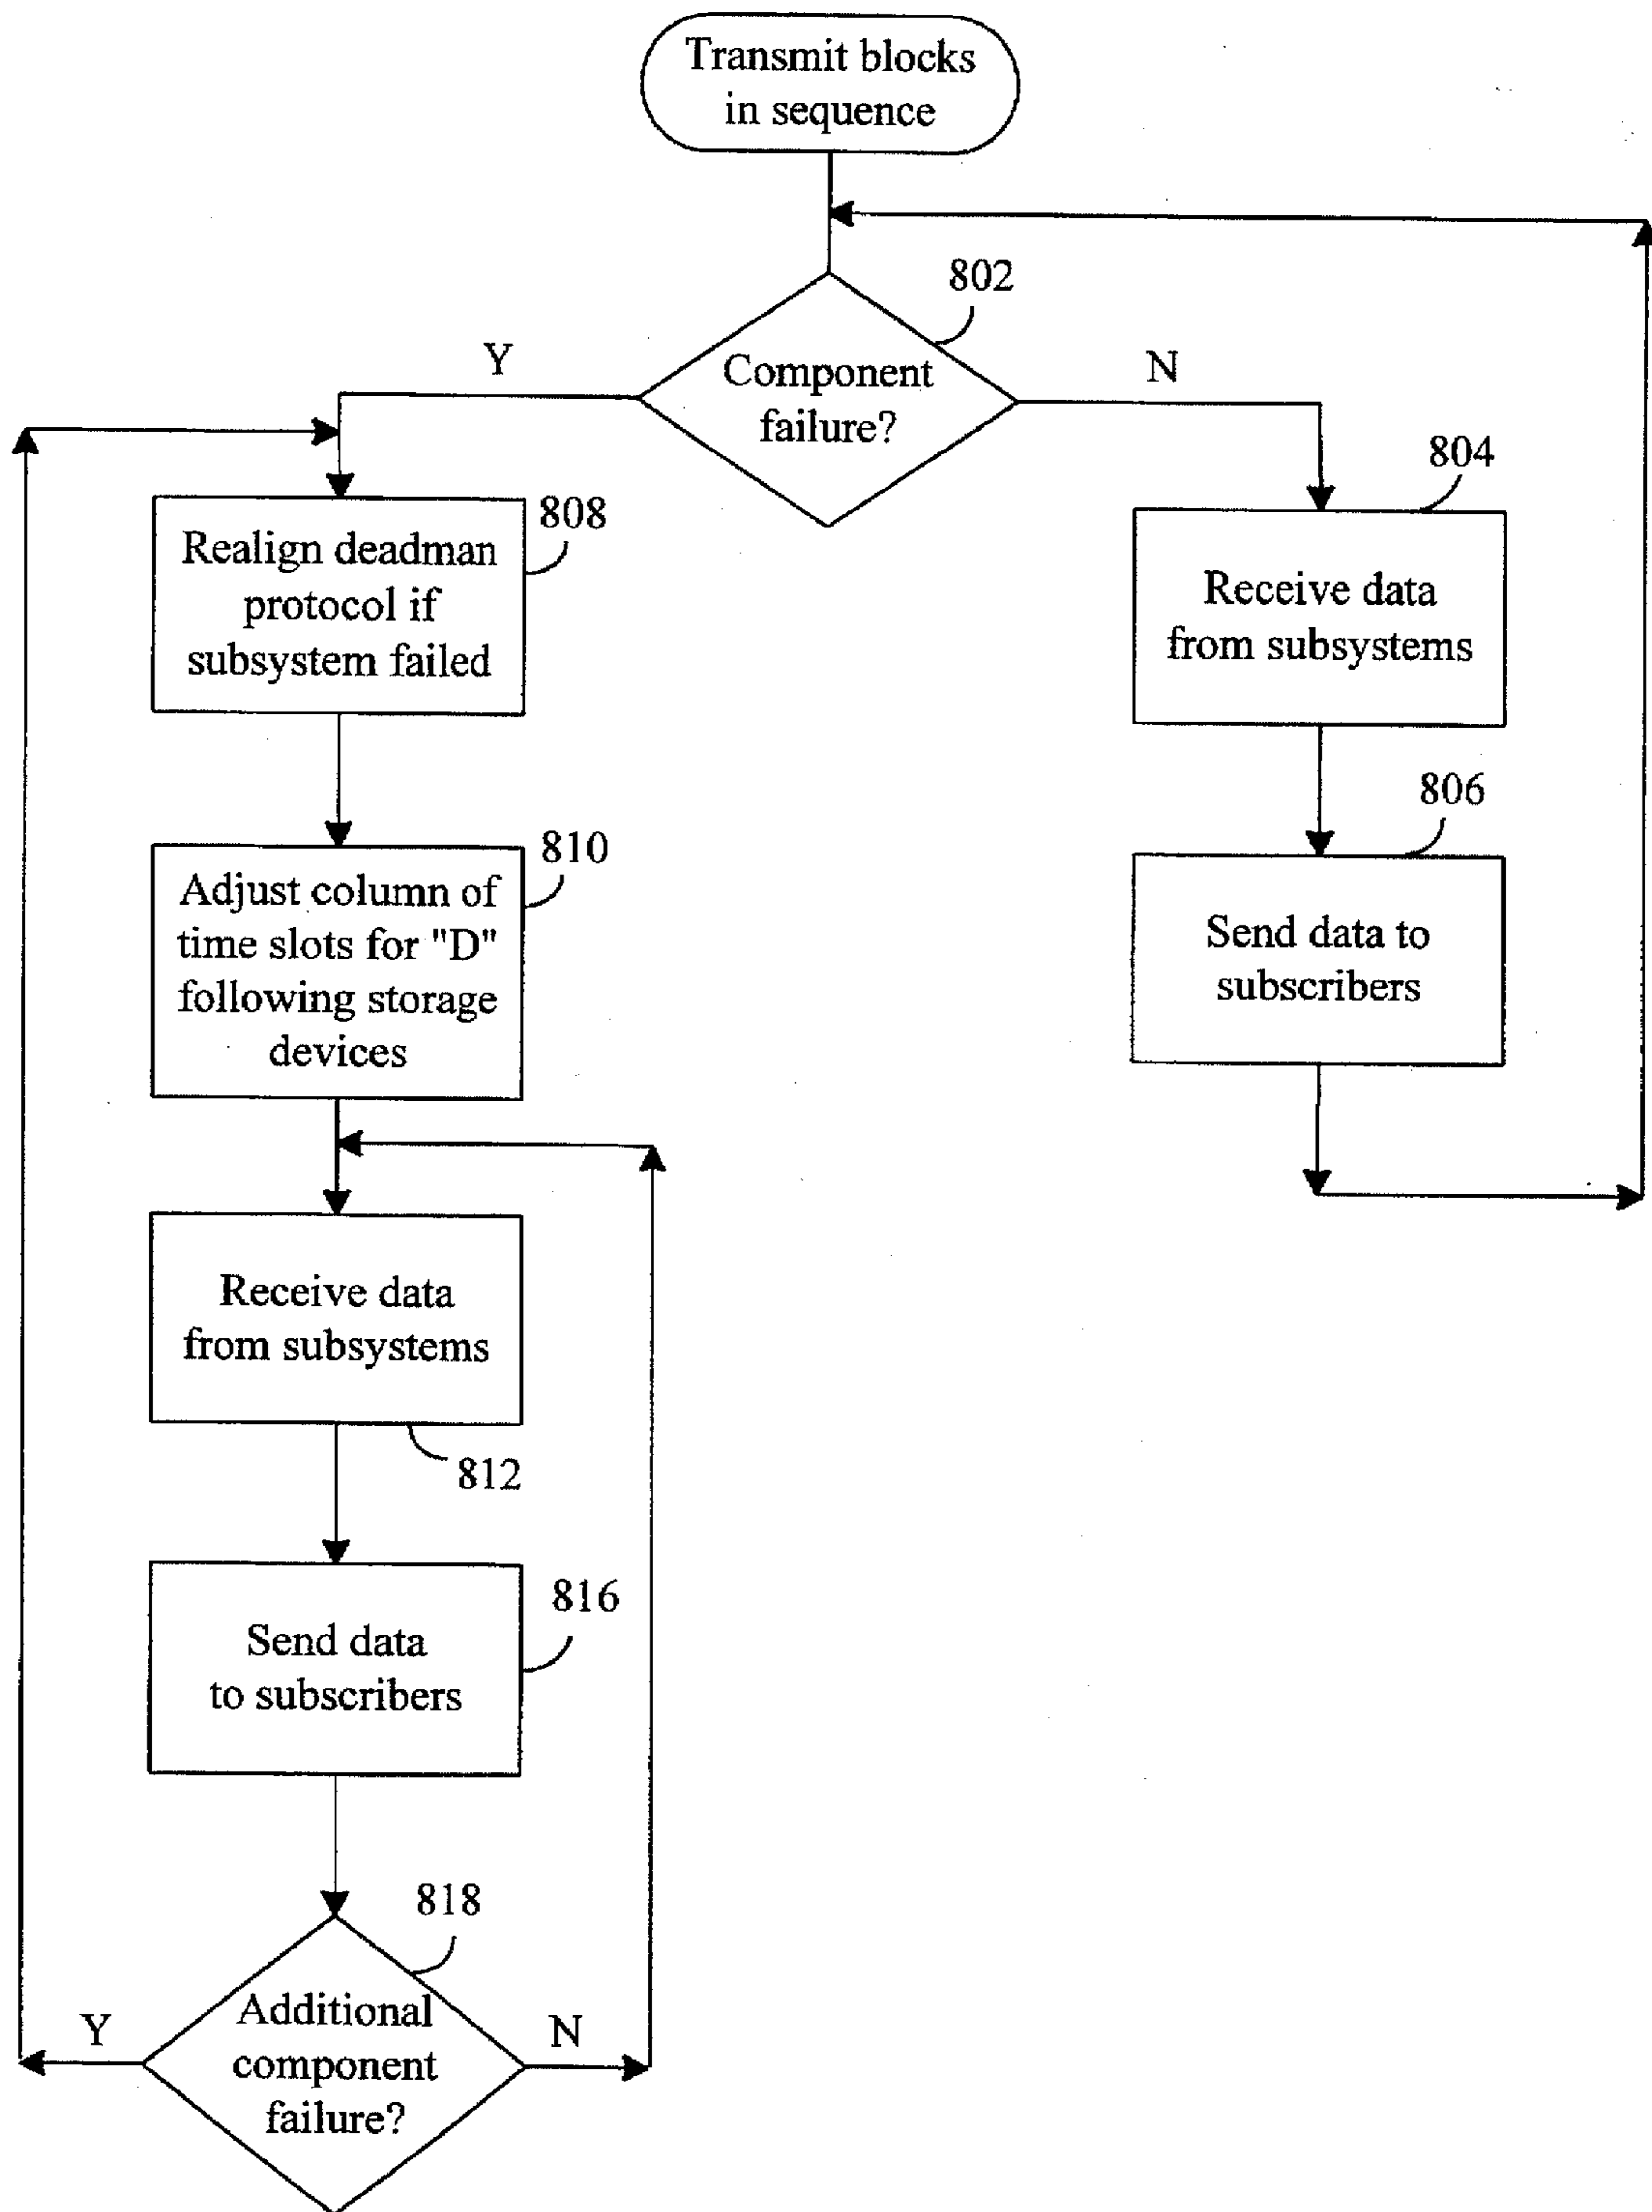 Transmit blocks
in sequence
802
Component
failure?
Y
N
804
Receive data
from subsystems
806
Send data to
subscribers
808
Realign deadman
protocol if
subsystem failed
810
Adjust column of
time slots for "D"
following storage
devices
Receive data
from subsystems
812
816
Send data
to subscribers
818
Additional
component
failure?
Y
N